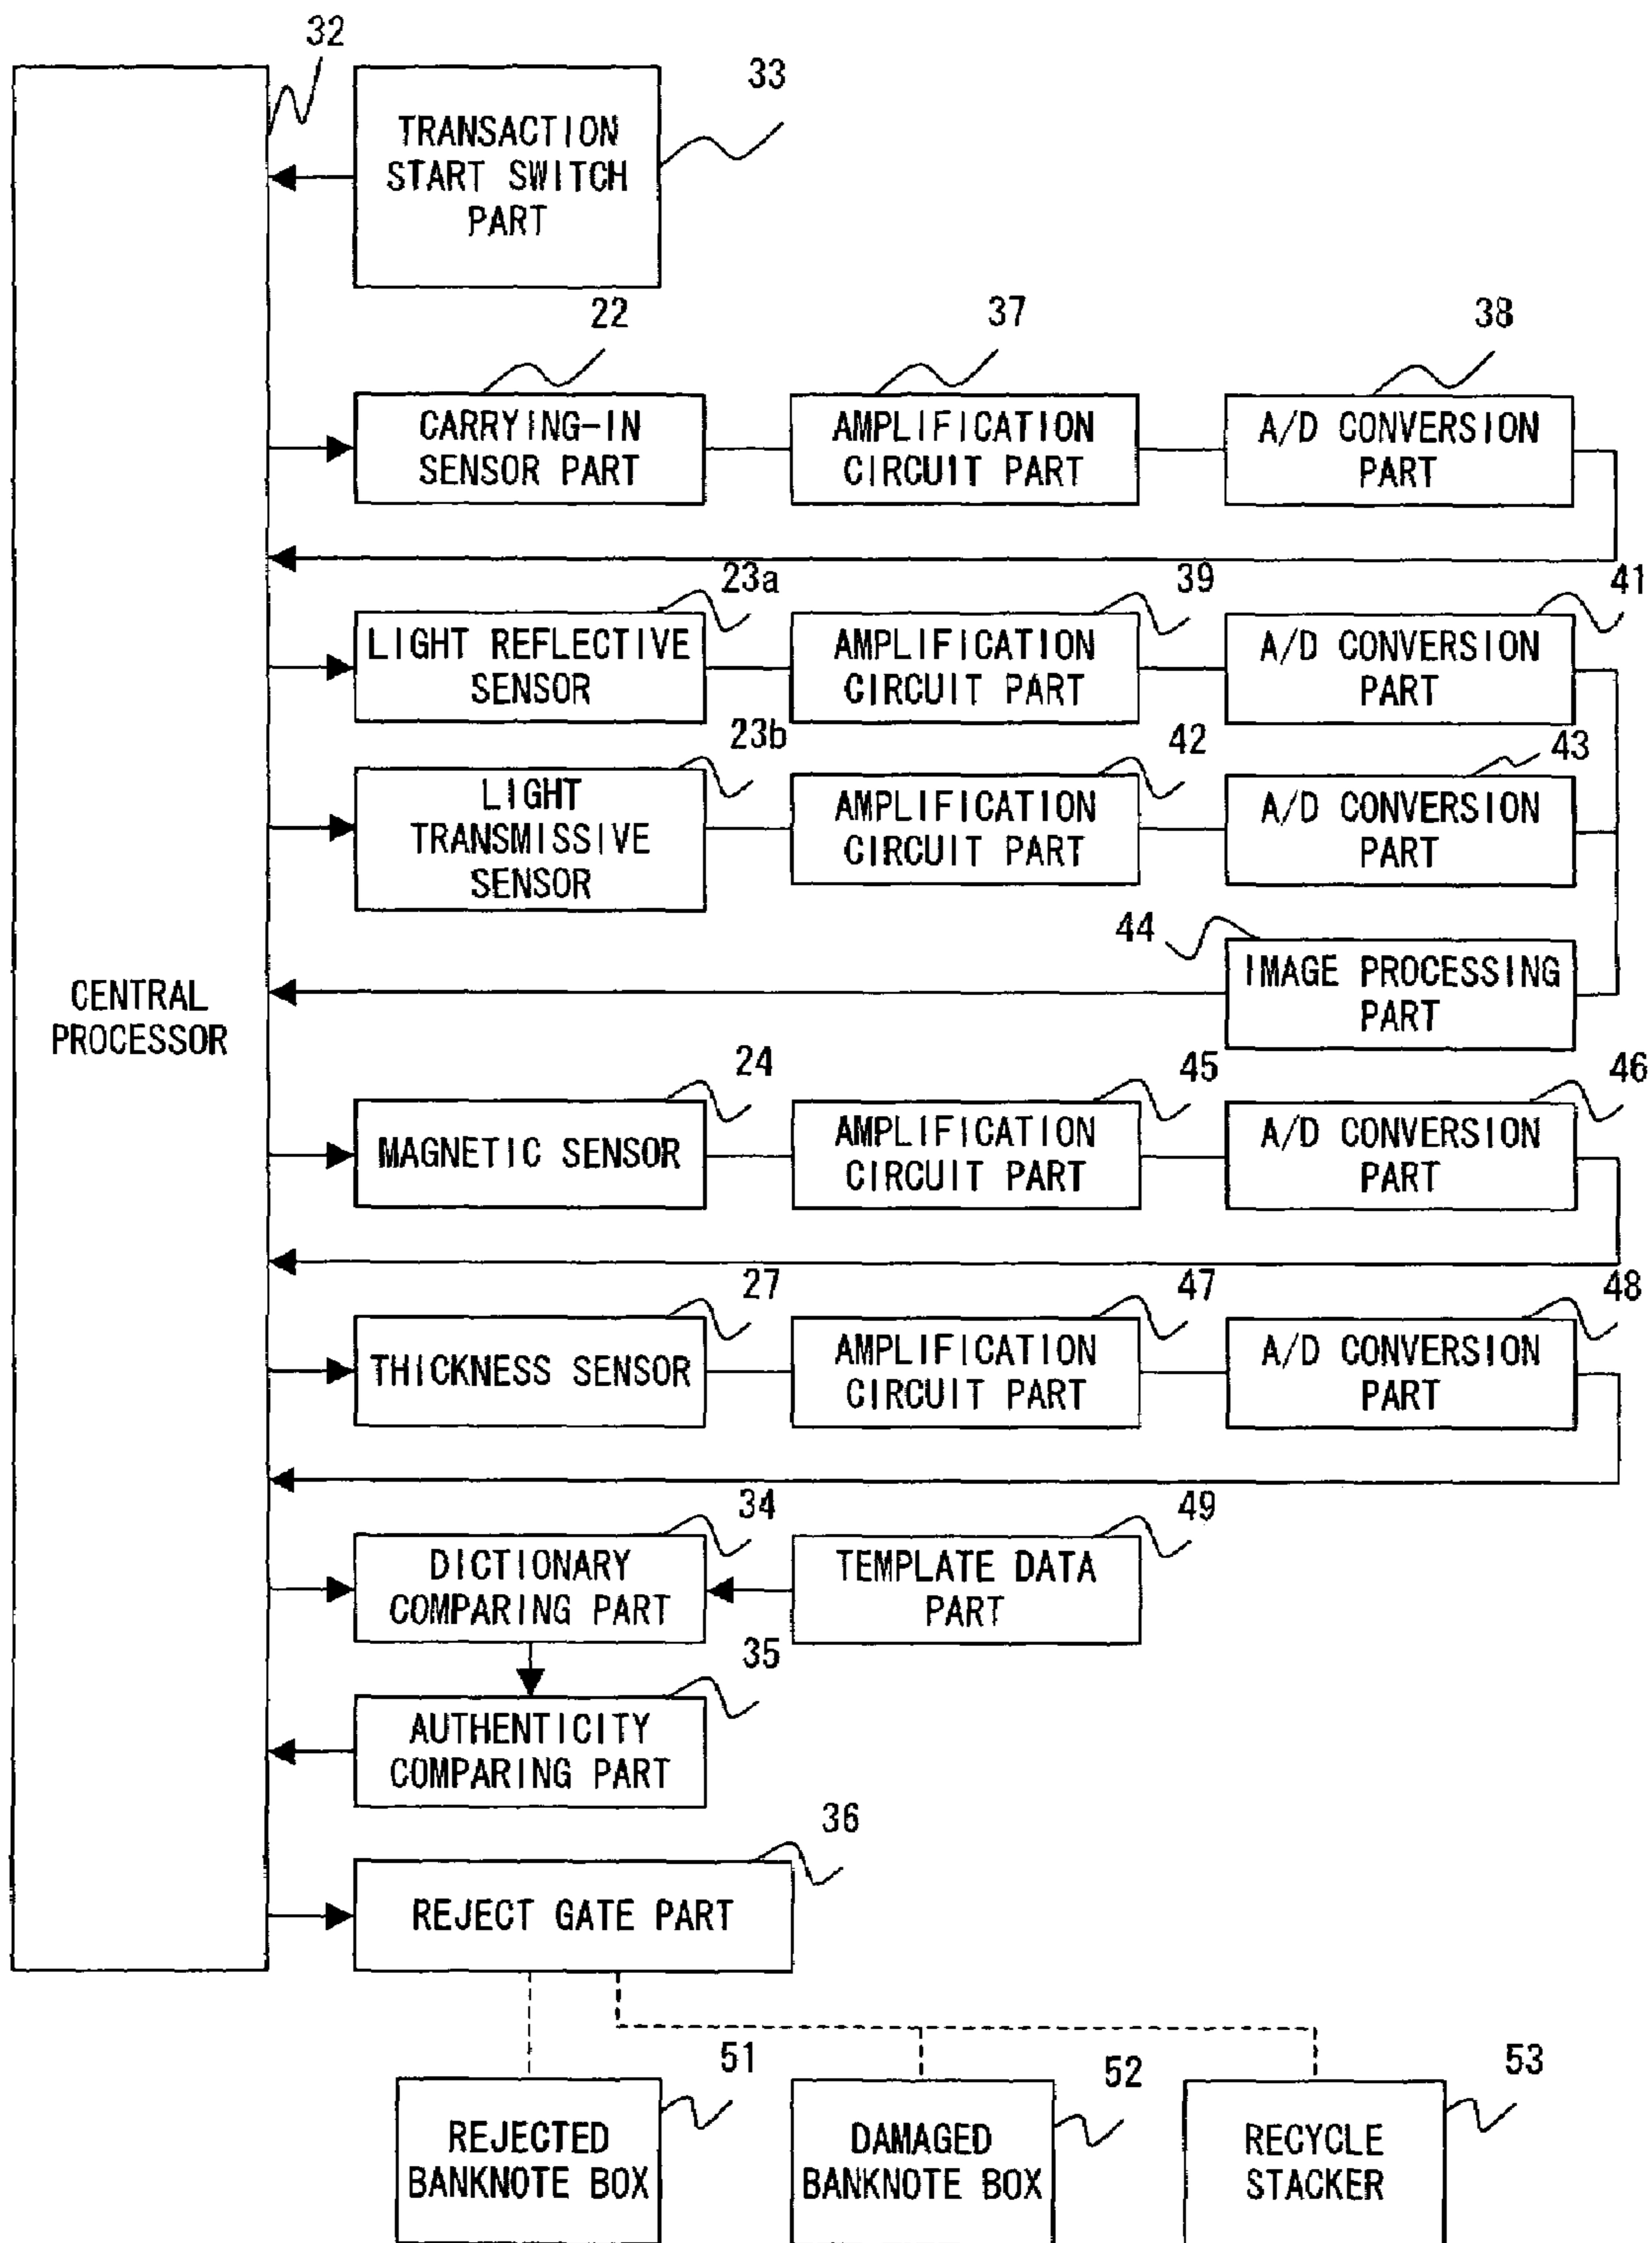 32
33
TRANSACTION
START SWITCH
PART
22
37
38
CARRYING-IN
SENSOR PART
AMPLIFICATION
CIRCUIT PART
A/D CONVERSION
PART
23a
39
41
LIGHT REFLECTIVE
SENSOR
AMPLIFICATION
CIRCUIT PART
A/D CONVERSION
PART
23b
42
43
LIGHT
TRANSMISSIVE
SENSOR
AMPLIFICATION
CIRCUIT PART
A/D CONVERSION
PART
44
IMAGE PROCESSING
PART
CENTRAL
PROCESSOR
24
45
46
MAGNETIC SENSOR
AMPLIFICATION
CIRCUIT PART
A/D CONVERSION
PART
27
47
48
THICKNESS SENSOR
AMPLIFICATION
CIRCUIT PART
A/D CONVERSION
PART
34
49
DICTIONARY
COMPARING PART
TEMPLATE DATA
PART
35
AUTHENTICITY
COMPARING PART
36
REJECT GATE PART
51
52
53
REJECTED
BANKNOTE BOX
DAMAGED
BANKNOTE BOX
RECYCLE
STACKER